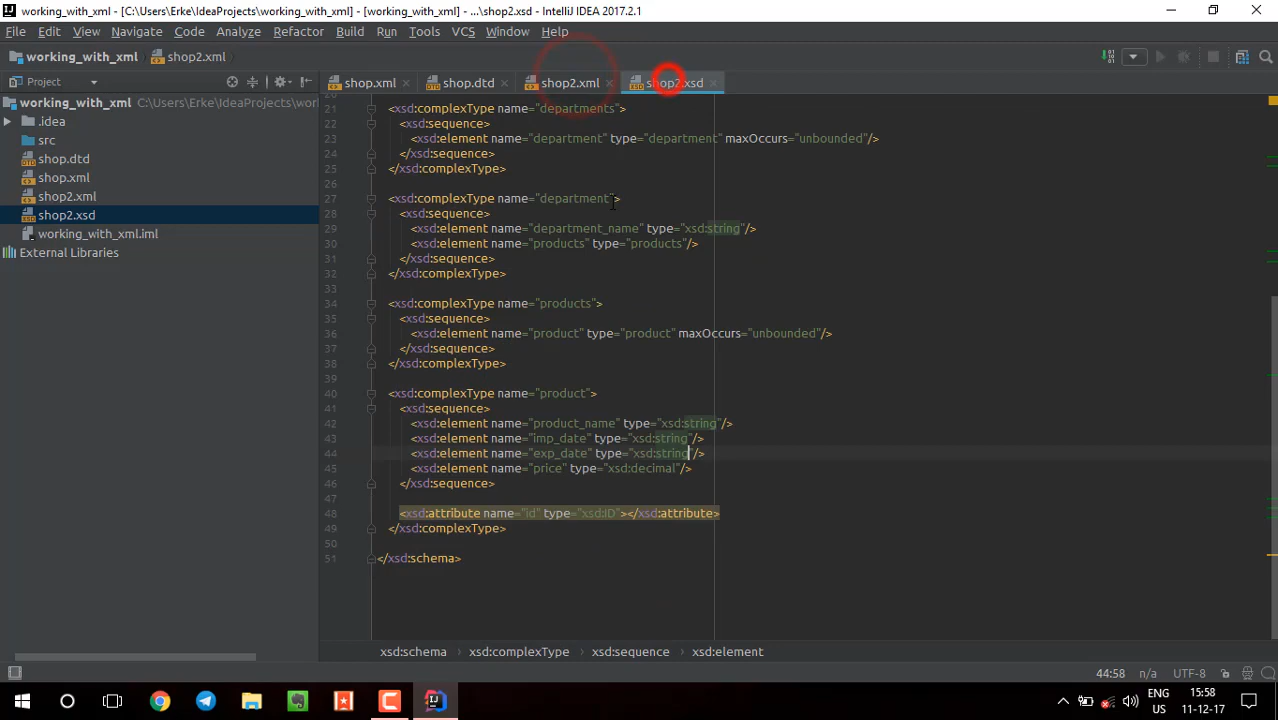 working_with_xml - [C:\Users\Erke\IdeaProjects\working_with_xml] - [working_with_xml] - ...\shop2.xsd - IntelliJ IDEA 2017.2.1
File Edit View Navigate Code Analyze Refactor Build Run Tools VCS Window Help
working_with_xml shop2.xml
Project
shop.xml shop.dtd shop2.xml shop2.xsd
working_with_xml C:\Users\Erke\IdeaProjects\wor
.idea
src
shop.dtd
shop.xml
shop2.xml
shop2.xsd
working_with_xml.iml
External Libraries
21 <xsd:complexType name="departments">
22 <xsd:sequence>
23 <xsd:element name="department" type="department" maxOccurs="unbounded"/>
24 </xsd:sequence>
25 </xsd:complexType>
26
27 <xsd:complexType name="department">
28 <xsd:sequence>
29 <xsd:element name="department_name" type="xsd:string"/>
30 <xsd:element name="products" type="products"/>
31 </xsd:sequence>
32 </xsd:complexType>
33
34 <xsd:complexType name="products">
35 <xsd:sequence>
36 <xsd:element name="product" type="product" maxOccurs="unbounded"/>
37 </xsd:sequence>
38 </xsd:complexType>
39
40 <xsd:complexType name="product">
41 <xsd:sequence>
42 <xsd:element name="product_name" type="xsd:string"/>
43 <xsd:element name="imp_date" type="xsd:string"/>
44 <xsd:element name="exp_date" type="xsd:string"/>
45 <xsd:element name="price" type="xsd:decimal"/>
46 </xsd:sequence>
47
48 <xsd:attribute name="id" type="xsd:ID"></xsd:attribute>
49 </xsd:complexType>
50
51 </xsd:schema>
xsd:schema xsd:complexType xsd:sequence xsd:element
44:58 n/a UTF-8
ENG 15:58
US 11-12-17